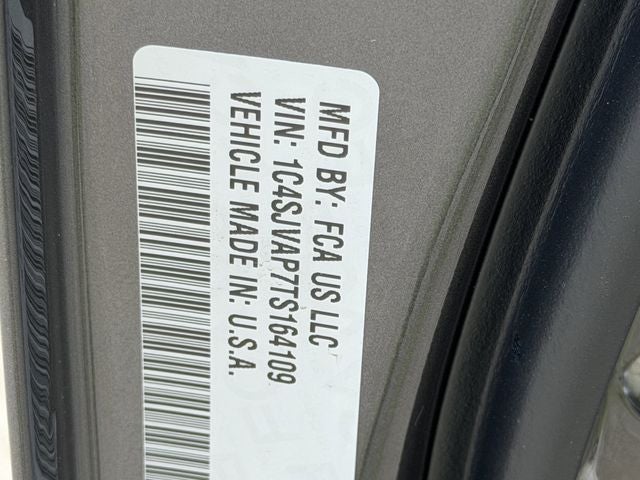 MFD BY: FCA US LLC
VIN: 1C4SJVAP7TS164109
VEHICLE MADE IN: U.S.A.